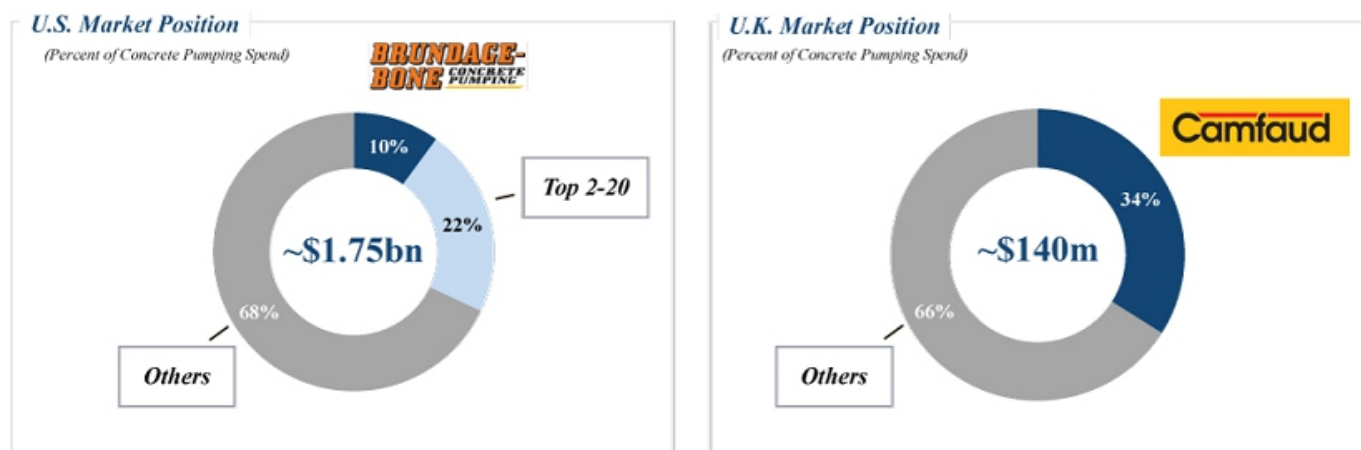 U.S. Market Position
(Percent of Concrete Pumping Spend)
BRUNDAGE-
BONE CONCRETE
PUMPING
10%
Top 2-20
22%
~$1.75bn
68%
Others
U.K. Market Position
(Percent of Concrete Pumping Spend)
Camfaud
34%
~$140m
66%
Others